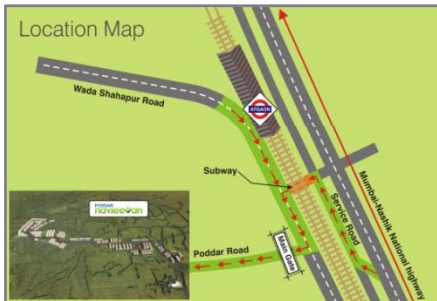 Location Map
Wada Shahapur Road
ATGAON
Subway
Mumbai-Nashik National highway
Service Road
PODDAR
navjeevan
Poddar Road
Main Gate